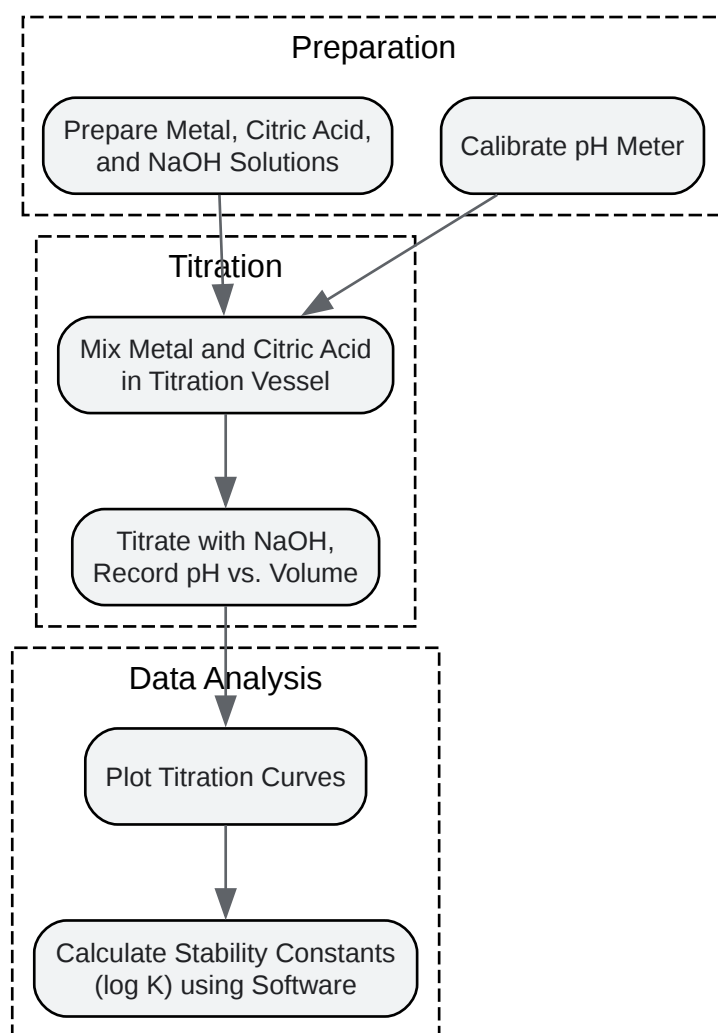 Preparation
Prepare Metal, Citric Acid,
and NaOH Solutions
Calibrate pH Meter
Titration
Mix Metal and Citric Acid
in Titration Vessel
Titrate with NaOH,
Record pH vs. Volume
Data Analysis
Plot Titration Curves
Calculate Stability Constants
(log K) using Software